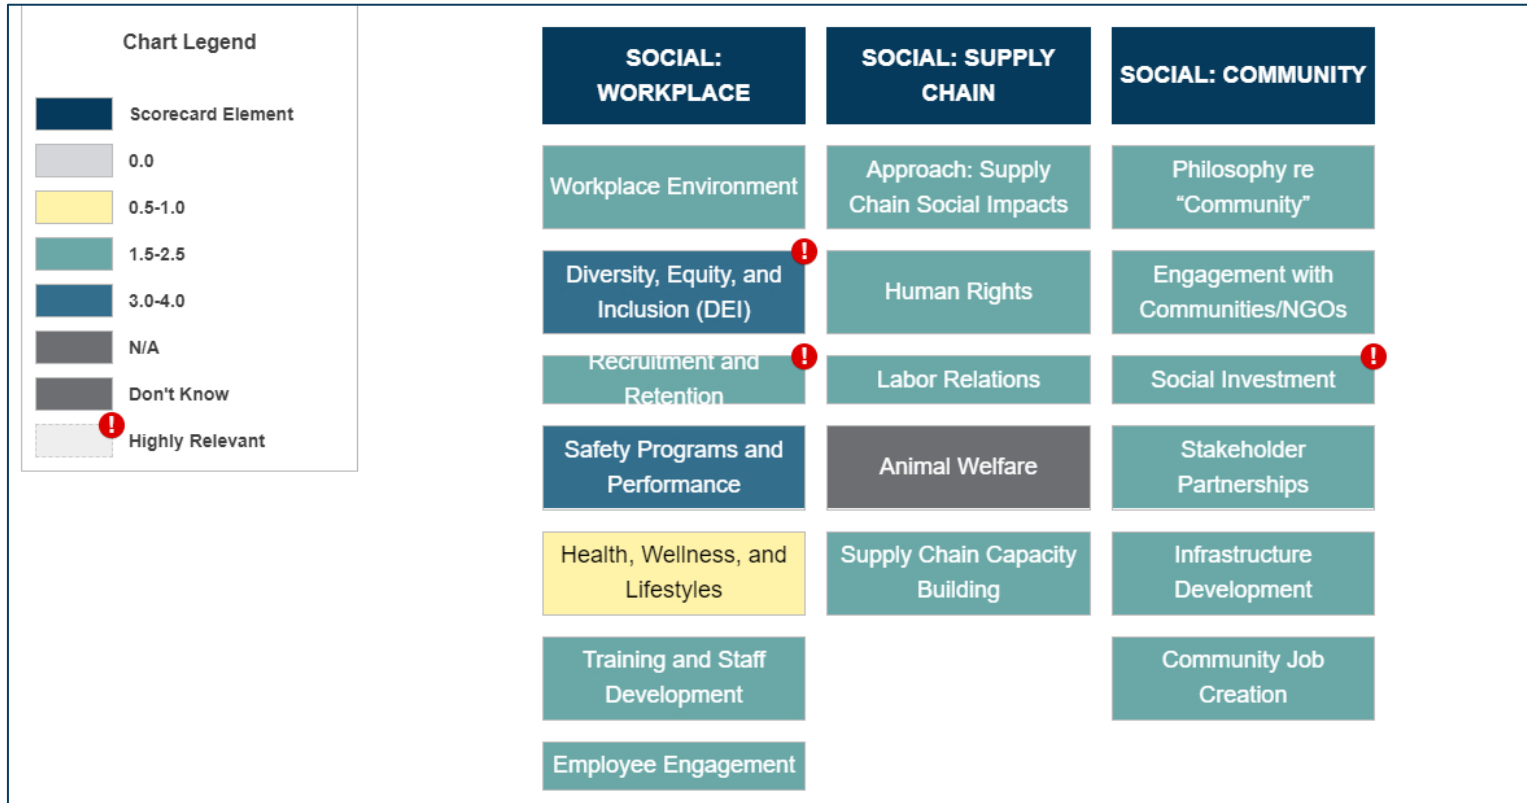 Chart Legend
Scorecard Element
0.0
0.5-1.0
1.5-2.5
3.0-4.0
N/A
Don't Know
!
Highly Relevant
SOCIAL:
WORKPLACE
Workplace Environment
!
Diversity, Equity, and
Inclusion (DEI)
!
Recruitment and
Retention
Safety Programs and
Performance
Health, Wellness, and
Lifestyles
Training and Staff
Development
Employee Engagement
SOCIAL: SUPPLY
CHAIN
Approach: Supply
Chain Social Impacts
Human Rights
Labor Relations
Animal Welfare
Supply Chain Capacity
Building
SOCIAL: COMMUNITY
Philosophy re
“Community”
Engagement with
Communities/NGOs
!
Social Investment
Stakeholder
Partnerships
Infrastructure
Development
Community Job
Creation